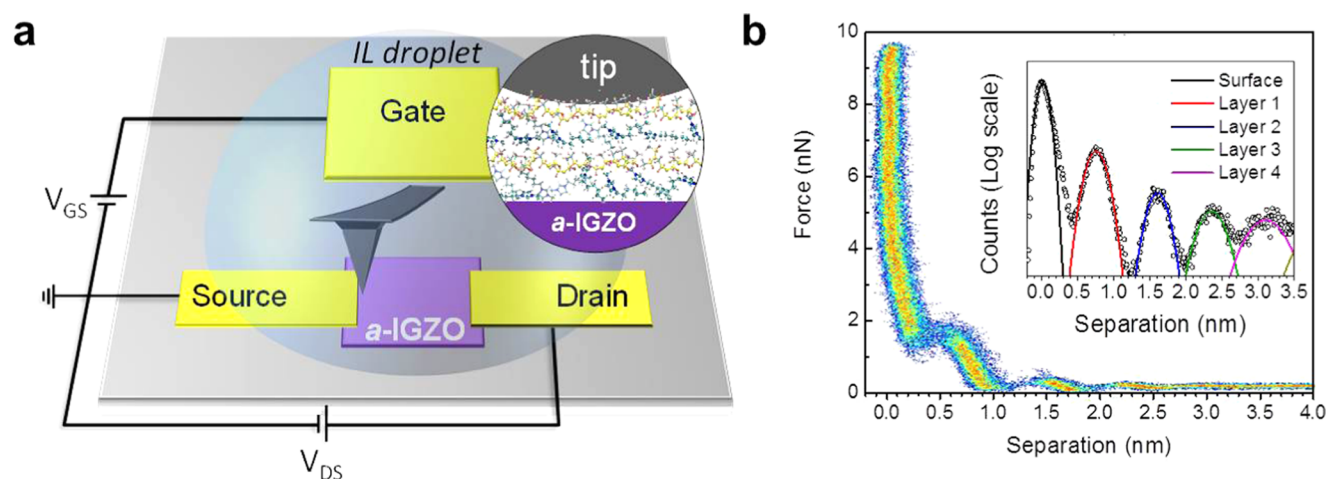 a
IL droplet
Gate
tip
a-IGZO
V_GS
Source
a-IGZO
Drain
V_DS
b
Force (nN)
10
8
6
4
2
0
0.0 0.5 1.0 1.5 2.0 2.5 3.0 3.5 4.0
Separation (nm)
Counts (Log scale)
Surface
Layer 1
Layer 2
Layer 3
Layer 4
0.0 0.5 1.0 1.5 2.0 2.5 3.0 3.5
Separation (nm)